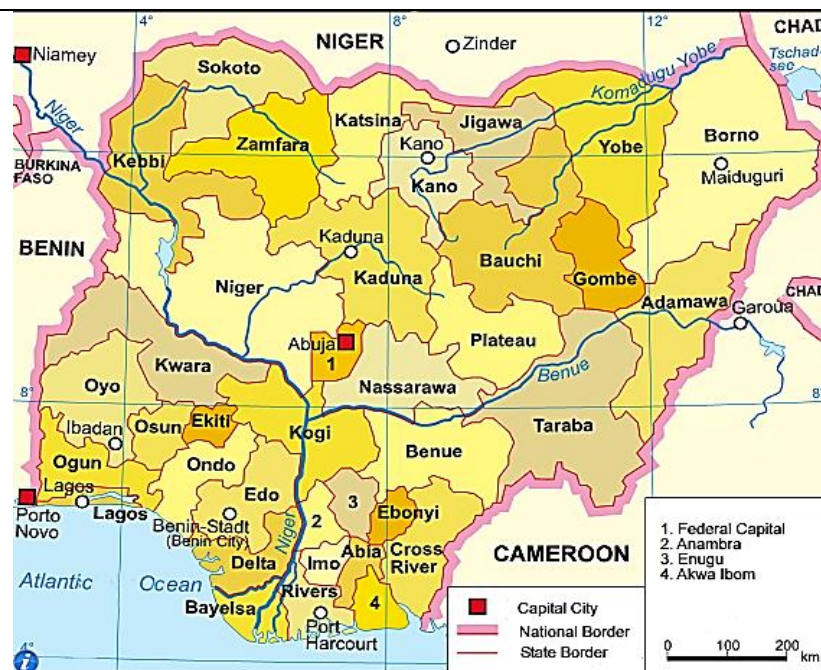 4°
8°
12°
CHAD
Niamey
NIGER
Zinder
Tschad-
see
Sokoto
Komadugu Yobe
Niger
Katsina
Jigawa
Kebbi
Zamfara
Kano
Yobe
Borno
BURKINA
FASO
Kano
Maiduguri
BENIN
Kaduna
Bauchi
Gombe
Niger
Kaduna
CHAD
Adamawa
Garoua
Abuja
1
Plateau
Kwara
Nassarawa
Benue
8°
8°
Oyo
Taraba
Ibadan
Osun
Ekiti
Kogi
Benue
Ogun
Ondo
Lagos
Edo
3
Porto
Novo
Lagos
2
Ebonyi
Benin-Stadt
(Benin City)
Niger
Abia
Cross
River
Imo
CAMEROON
Atlantic
Ocean
Delta
Rivers
4
Bayelsa
Port
Harcourt
4°
i
1. Federal Capital
2. Anambra
3. Enugu
4. Akwa Ibom
Capital City
National Border
State Border
0 100 200
km